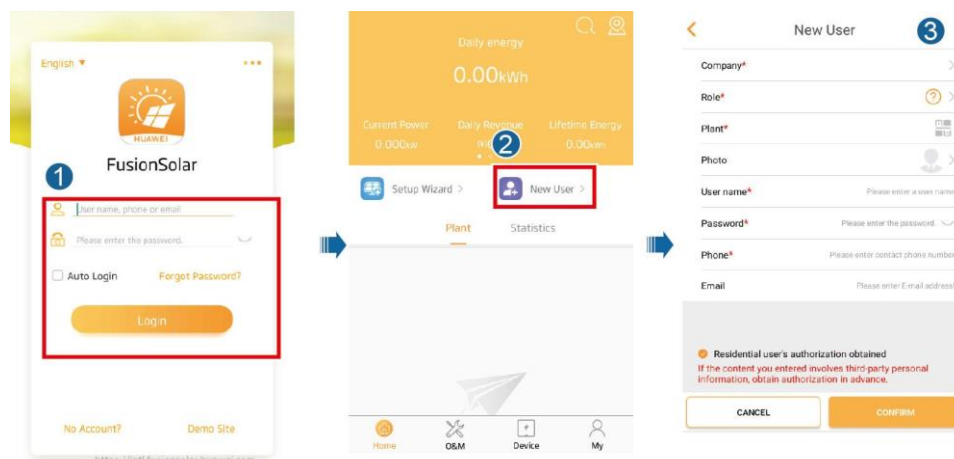 English ▼
•••
HUAWEI
FusionSolar
1
User name, phone or email
Please enter the password.
Auto Login
Forgot Password?
Login
No Account?
Demo Site
Daily energy
0.00kWh
Current Power
Daily Revenue
Lifetime Energy
0.000kW
0.00kWh
2
Setup Wizard >
New User >
Plant
Statistics
Home
O&M
Device
My
New User
3
Company*
Role*
?
Plant*
Photo
User name*
Please enter a user name
Password*
Please enter the password.
Phone*
Please enter contact phone number
Email
Please enter E-mail address
Residential user's authorization obtained
If the content you entered involves third-party personal
information, obtain authorization in advance.
CANCEL
CONFIRM